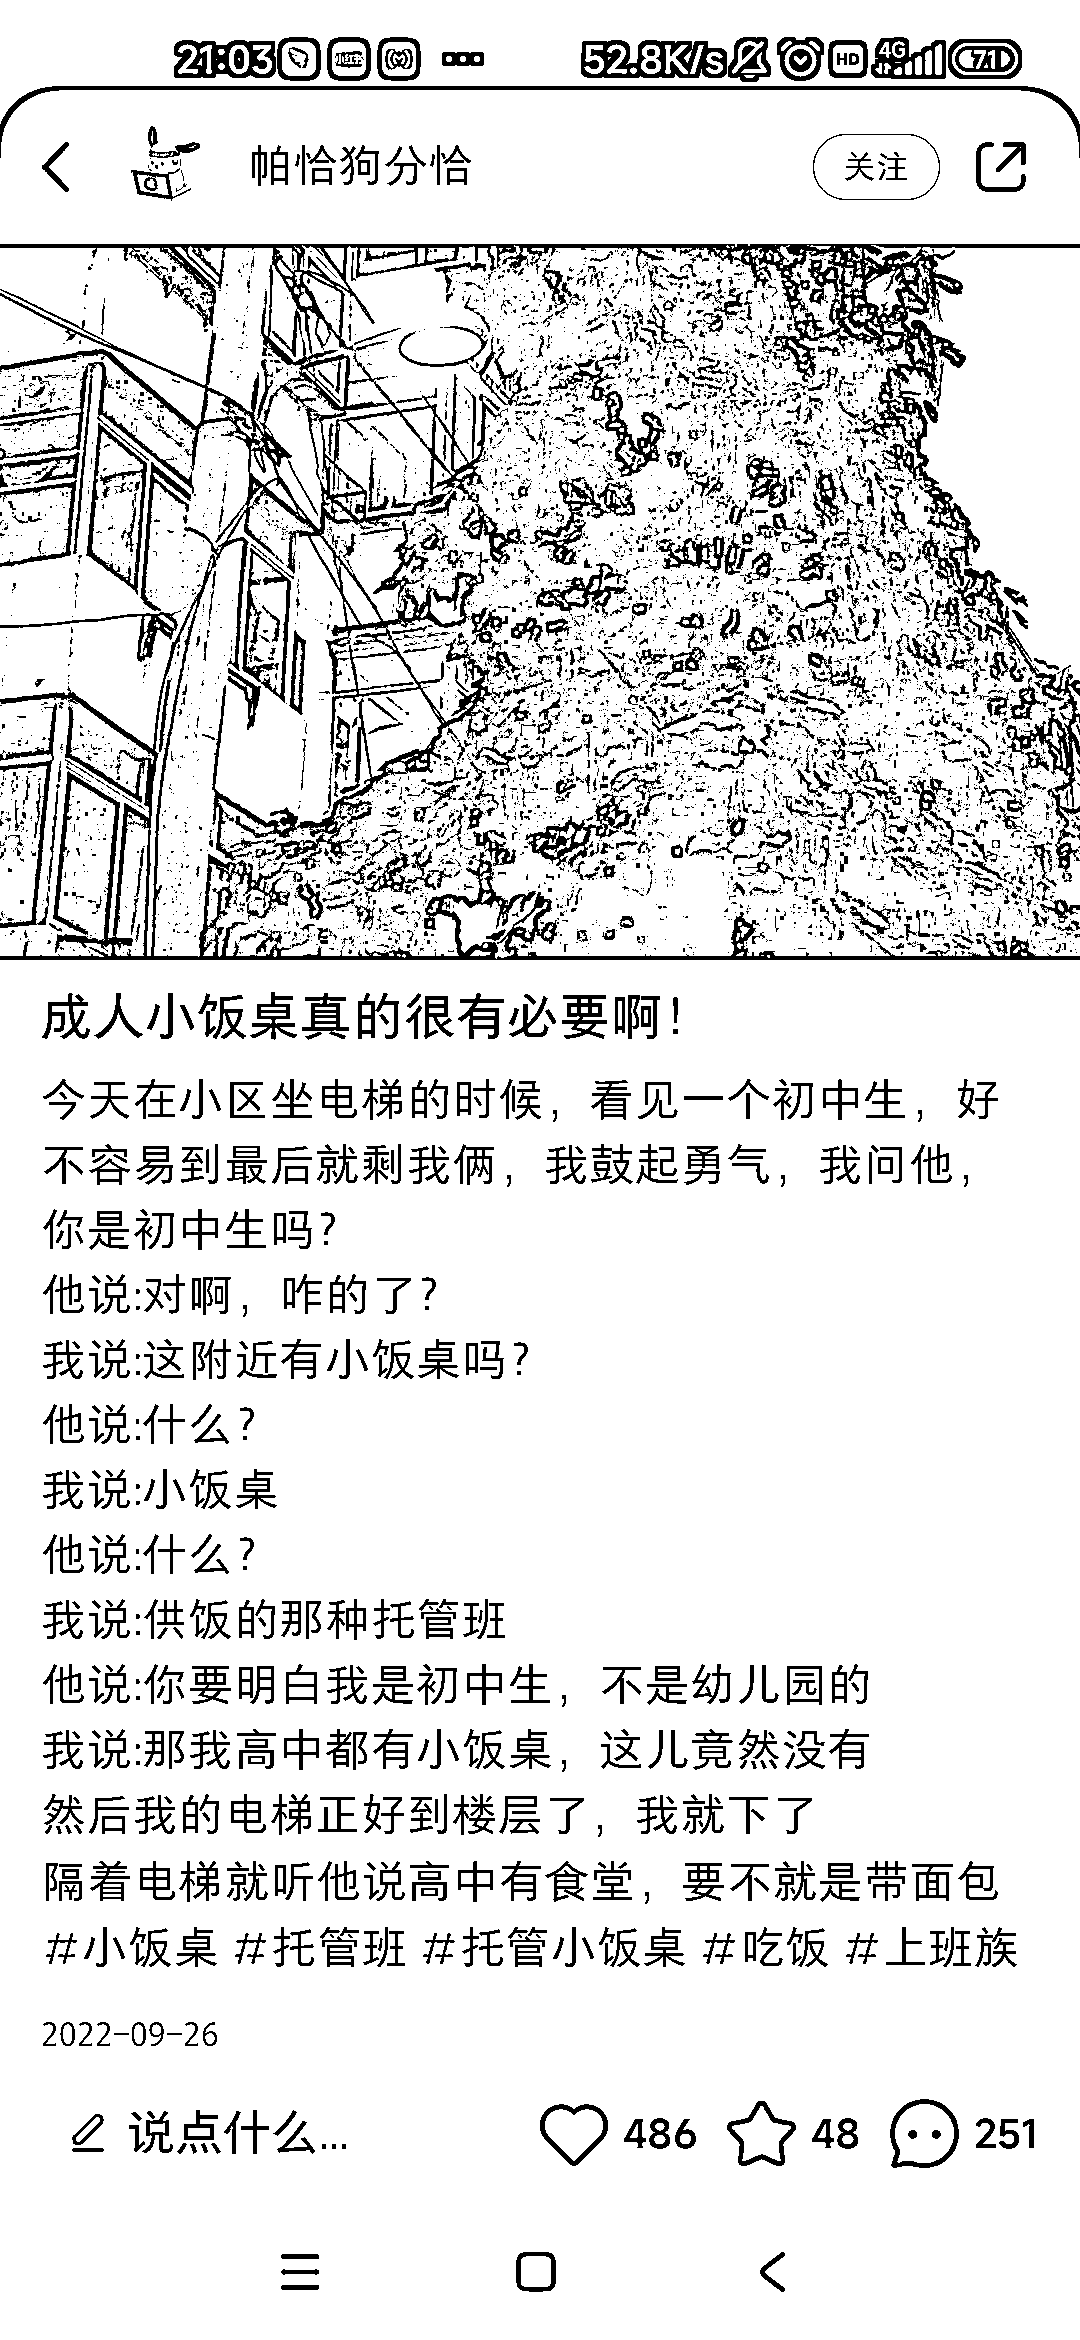 21:03 52.8K/s HD 4G 71
帕恰狗分恰 关注
成人小饭桌真的很有必要啊！
今天在小区坐电梯的时候，看见一个初中生，好
不容易到最后就剩我俩，我鼓起勇气，我问他，
你是初中生吗？
他说:对啊，咋的了？
我说:这附近有小饭桌吗？
他说:什么？
我说:小饭桌
他说:什么？
我说:供饭的那种托管班
他说:你要明白我是初中生，不是幼儿园的
我说:那我高中都有小饭桌，这儿竟然没有
然后我的电梯正好到楼层了，我就下了
隔着电梯就听他说高中有食堂，要不就是带面包
#小饭桌 #托管班 #托管小饭桌 #吃饭 #上班族
2022-09-26
说点什么... 486 48 251